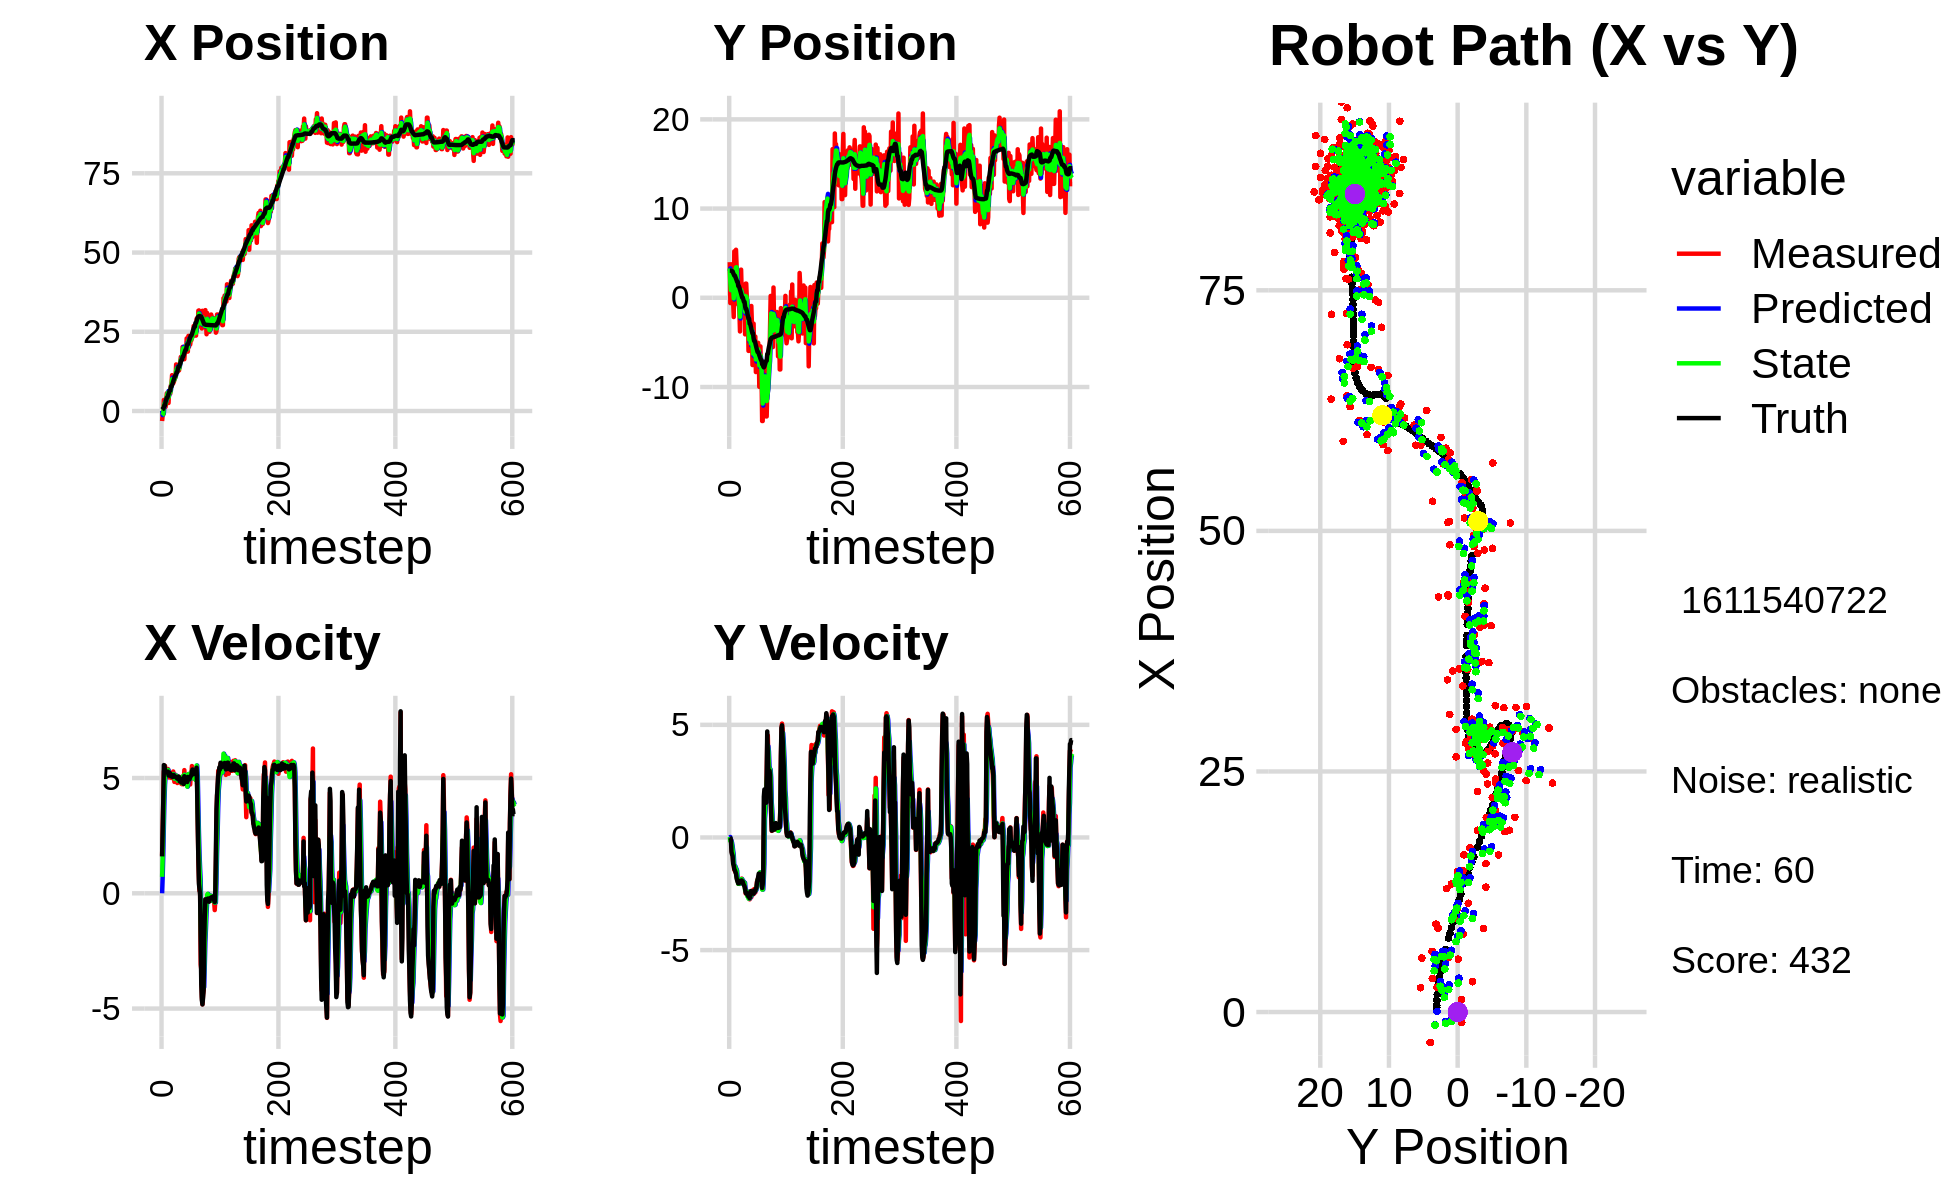 X Position
75
50
25
0
0
200
400
600
timestep
Y Position
20
10
0
-10
0
200
400
600
timestep
X Velocity
5
0
-5
0
200
400
600
timestep
Y Velocity
5
0
-5
0
200
400
600
timestep
Robot Path (X vs Y)
X Position
75
50
25
0
20 10 0 -10 -20
Y Position
variable
Measured
Predicted
State
Truth
1611540722
Obstacles: none
Noise: realistic
Time: 60
Score: 432